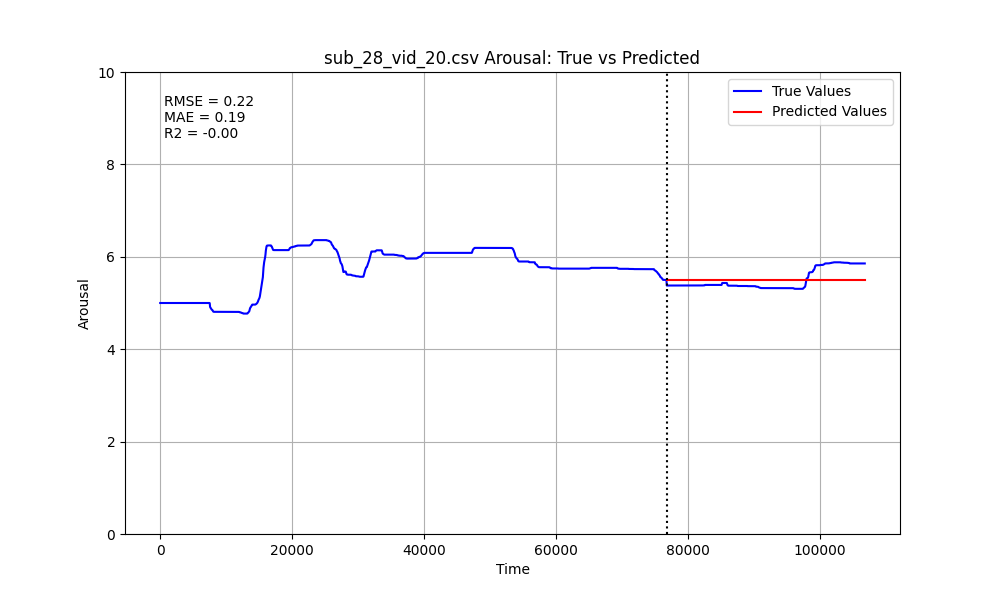 sub_28_vid_20.csv Arousal: True vs Predicted
RMSE = 0.22
MAE = 0.19
R2 = -0.00
True Values
Predicted Values
10
8
6
4
2
0
Arousal
0 20000 40000 60000 80000 100000
Time